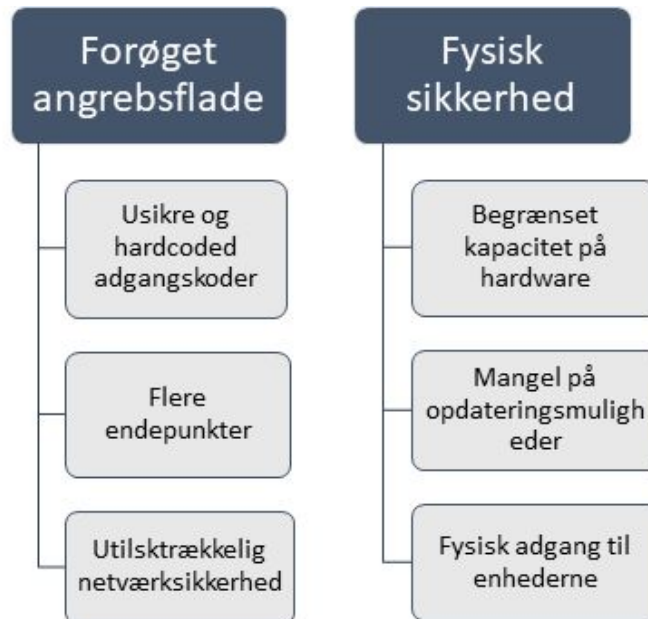 Forøget
angrebsflade
Usikre og
hardcoded
adgangskoder
Flere
endepunkter
Utilsktrækkelig
netværksikkerhed
Fysisk
sikkerhed
Begrænset
kapacitet på
hardware
Mangel på
opdateringsmuligh
eder
Fysisk adgang til
enhederne